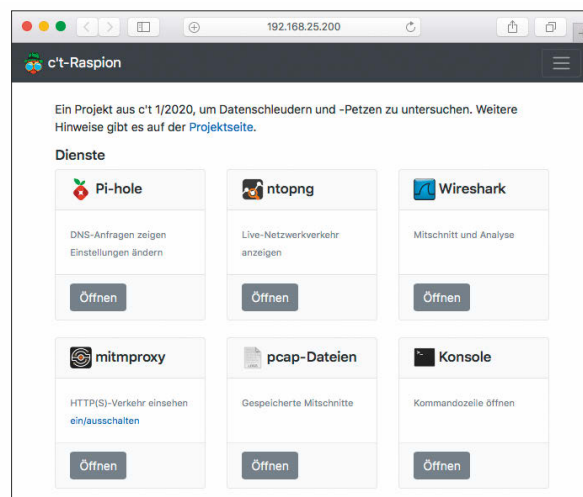 192.168.25.200
c't-Raspion
Ein Projekt aus c't 1/2020, um Datenschleudern und -Petzen zu untersuchen. Weitere
Hinweise gibt es auf der Projektseite.
Dienste
Pi-hole
DNS-Anfragen zeigen
Einstellungen ändern
Öffnen
ntopng
Live-Netzwerkverkehr
anzeigen
Öffnen
Wireshark
Mitschnitt und Analyse
Öffnen
mitmproxy
HTTP(S)-Verkehr einsehen
ein/ausschalten
Öffnen
pcap-Dateien
Gespeicherte Mitschnitte
Öffnen
Konsole
Kommandozeile öffnen
Öffnen